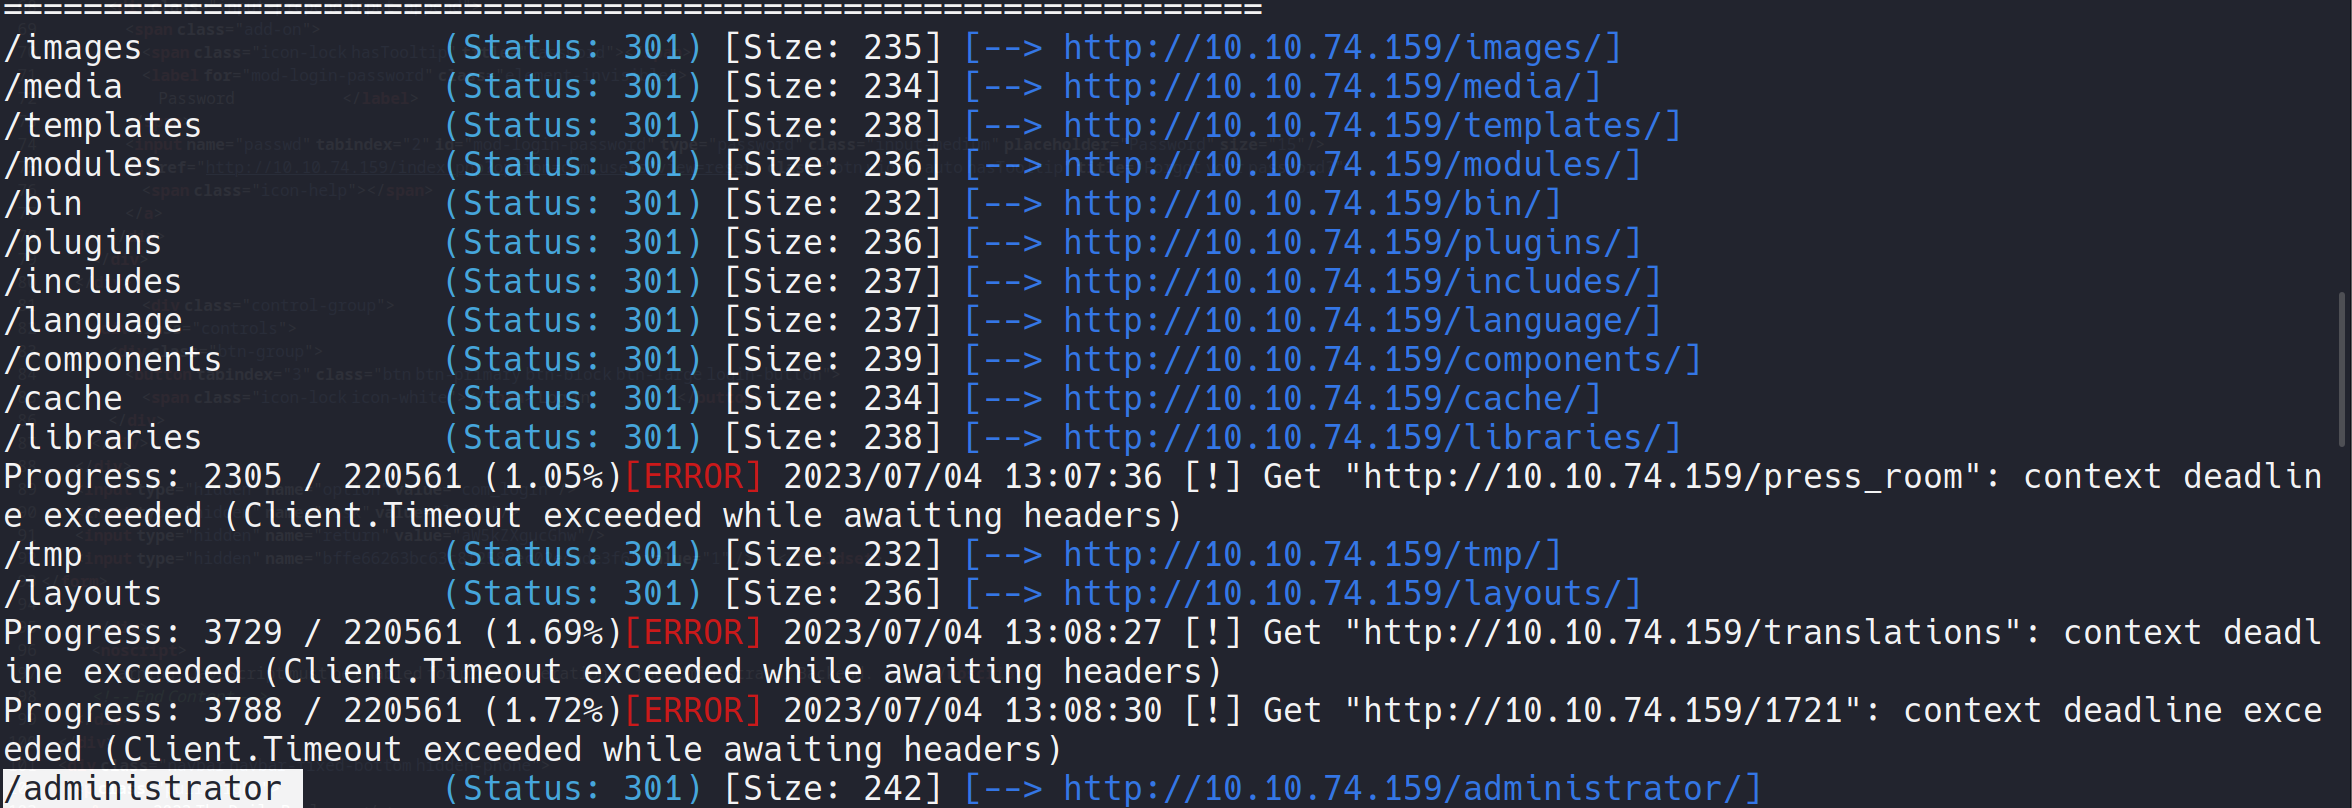 ===============================================================
/images               (Status: 301) [Size: 235] [--> http://10.10.74.159/images/]
/media                (Status: 301) [Size: 234] [--> http://10.10.74.159/media/]
/templates            (Status: 301) [Size: 238] [--> http://10.10.74.159/templates/]
/modules              (Status: 301) [Size: 236] [--> http://10.10.74.159/modules/]
/bin                  (Status: 301) [Size: 232] [--> http://10.10.74.159/bin/]
/plugins              (Status: 301) [Size: 236] [--> http://10.10.74.159/plugins/]
/includes             (Status: 301) [Size: 237] [--> http://10.10.74.159/includes/]
/language             (Status: 301) [Size: 237] [--> http://10.10.74.159/language/]
/components           (Status: 301) [Size: 239] [--> http://10.10.74.159/components/]
/cache                (Status: 301) [Size: 234] [--> http://10.10.74.159/cache/]
/libraries            (Status: 301) [Size: 238] [--> http://10.10.74.159/libraries/]
Progress: 2305 / 220561 (1.05%)[ERROR] 2023/07/04 13:07:36 [!] Get "http://10.10.74.159/press_room": context deadlin
e exceeded (Client.Timeout exceeded while awaiting headers)
/tmp                  (Status: 301) [Size: 232] [--> http://10.10.74.159/tmp/]
/layouts              (Status: 301) [Size: 236] [--> http://10.10.74.159/layouts/]
Progress: 3729 / 220561 (1.69%)[ERROR] 2023/07/04 13:08:27 [!] Get "http://10.10.74.159/translations": context deadl
ine exceeded (Client.Timeout exceeded while awaiting headers)
Progress: 3788 / 220561 (1.72%)[ERROR] 2023/07/04 13:08:30 [!] Get "http://10.10.74.159/1721": context deadline exce
eded (Client.Timeout exceeded while awaiting headers)
/administrator        (Status: 301) [Size: 242] [--> http://10.10.74.159/administrator/]